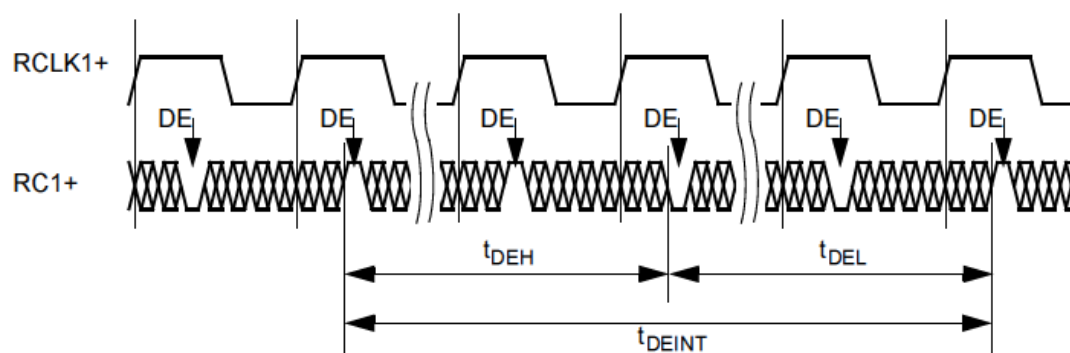 RCLK1+
DE DE DE DE DE DE
RC1+
tDEH tDEL
tDEINT